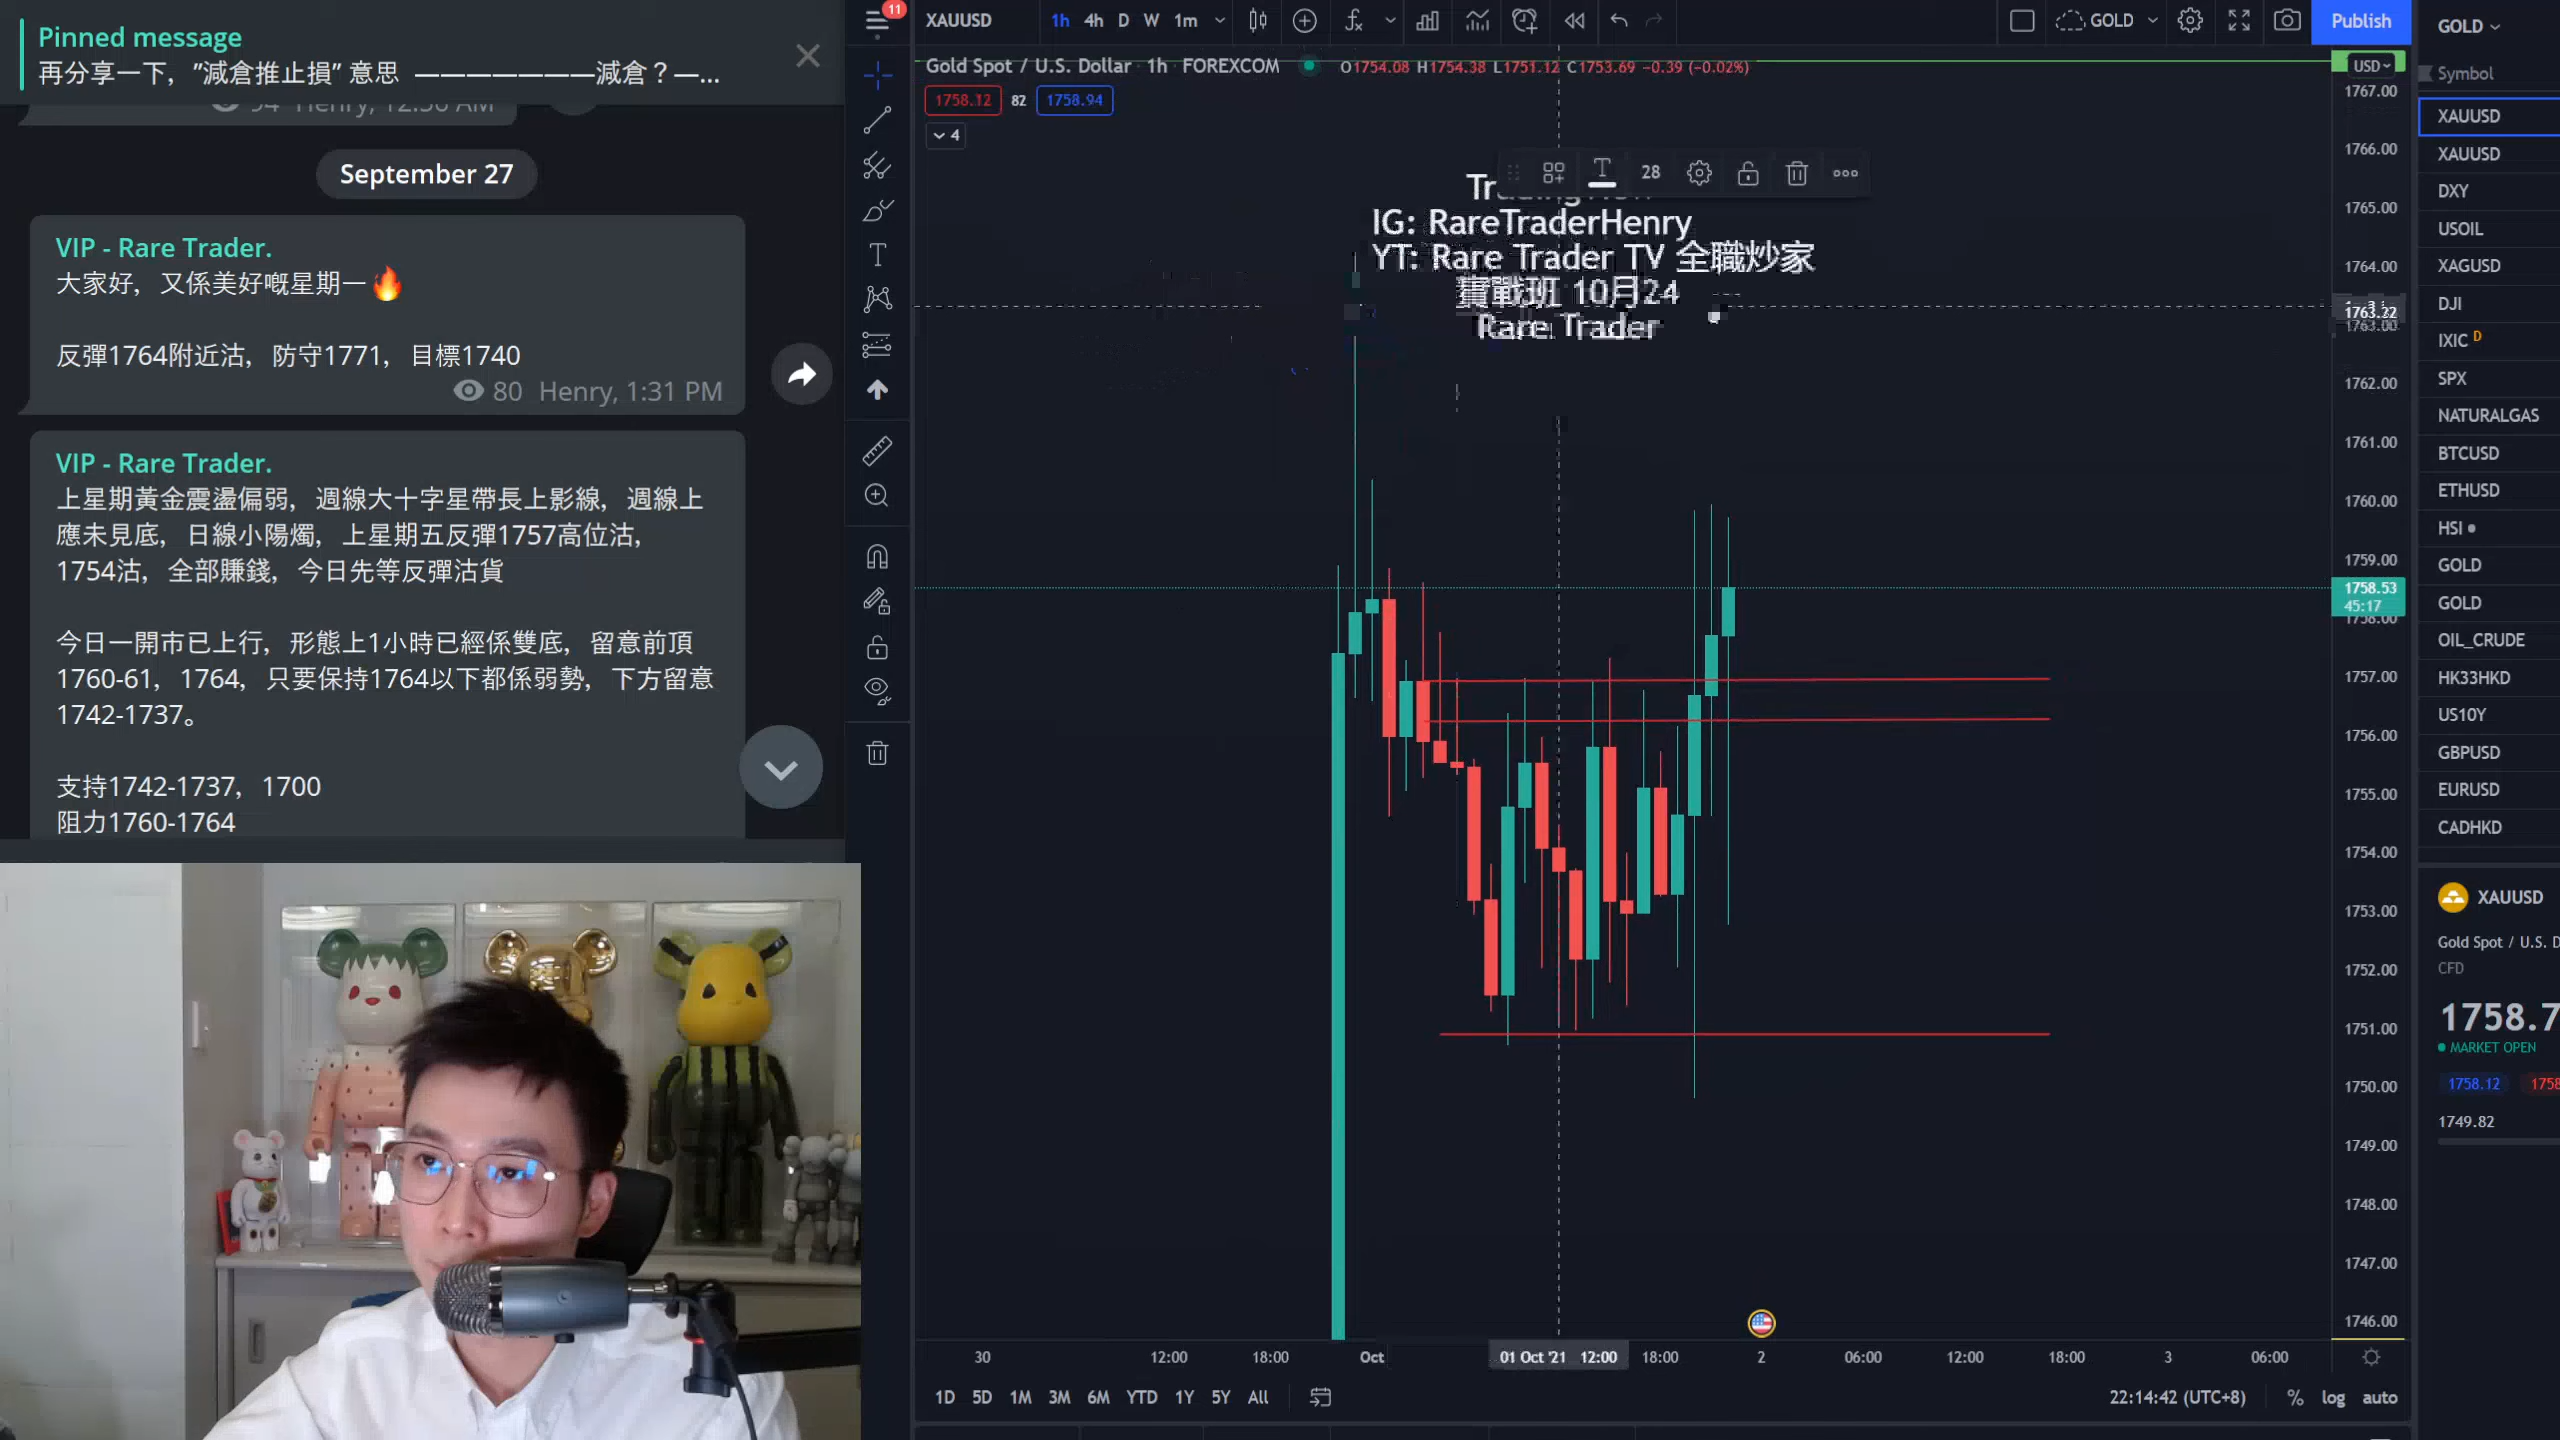 Pinned message
再分享一下，"減倉推止損" 意思 ———————減倉？—...
94 Henry, 12:36 AM
September 27
VIP - Rare Trader.
大家好，又係美好嘅星期一🔥
反彈1764附近沽，防守1771，目標1740
80 Henry, 1:31 PM
VIP - Rare Trader.
上星期黃金震盪偏弱，週線大十字星帶長上影線，週線上
應未見底，日線小陽燭，上星期五反彈1757高位沽，
1754沽，全部賺錢，今日先等反彈沽貨
今日一開市已上行，形態上1小時已經係雙底，留意前頂
1760-61，1764，只要保持1764以下都係弱勢，下方留意
1742-1737。
支持1742-1737，1700
阻力1760-1764
11
XAUUSD 1h 4h D W 1m GOLD Publish
Gold Spot / U.S. Dollar · 1h · FOREXCOM O1754.08 H1754.38 L1751.12 C1753.69 −0.39 (−0.02%)
1758.12 82 1758.94
4
28
IG: RareTraderHenry
YT: Rare Trader TV 全職炒家
實戰班 10月24
Rare Trader
USD
1767.00
1766.00
1765.00
1764.00
1763.00
1762.00
1761.00
1760.00
1759.00
1758.53
45:17
1758.00
1757.00
1756.00
1755.00
1754.00
1753.00
1752.00
1751.00
1750.00
1749.00
1748.00
1747.00
1746.00
30 12:00 18:00 Oct 01 Oct '21 12:00 18:00 2 06:00 12:00 18:00 3 06:00
1D 5D 1M 3M 6M YTD 1Y 5Y All 22:14:42 (UTC+8) % log auto
GOLD
Symbol
XAUUSD
XAUUSD
DXY
USOIL
XAGUSD
DJI
IXIC D
SPX
NATURALGAS
BTCUSD
ETHUSD
HSI
GOLD
GOLD
OIL_CRUDE
HK33HKD
US10Y
GBPUSD
EURUSD
CADHKD
XAUUSD
Gold Spot / U.S. D
CFD
1758.7
MARKET OPEN
1758.12 1758
1749.82